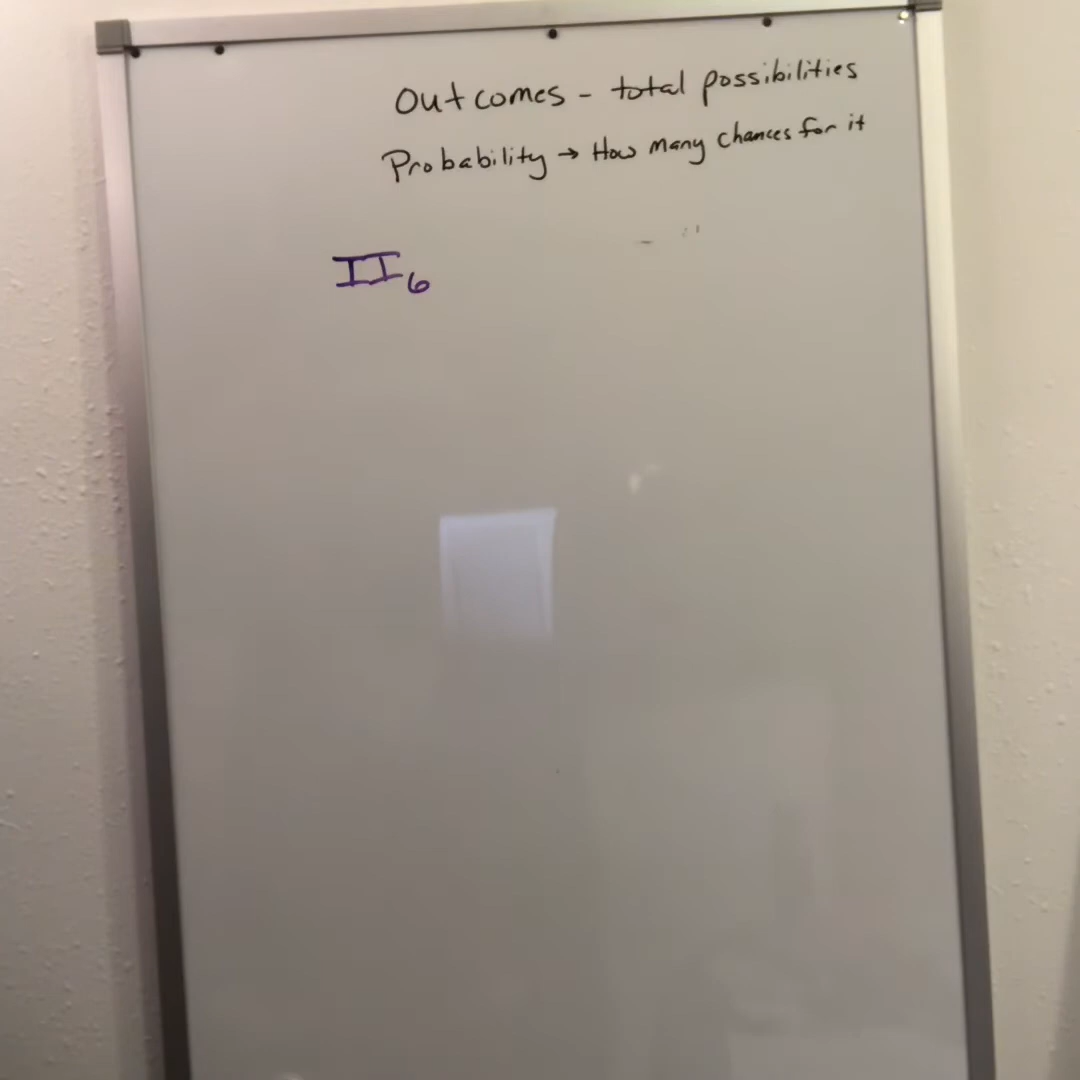 Outcomes - total possibilities
Probability → How many chances for it
II6